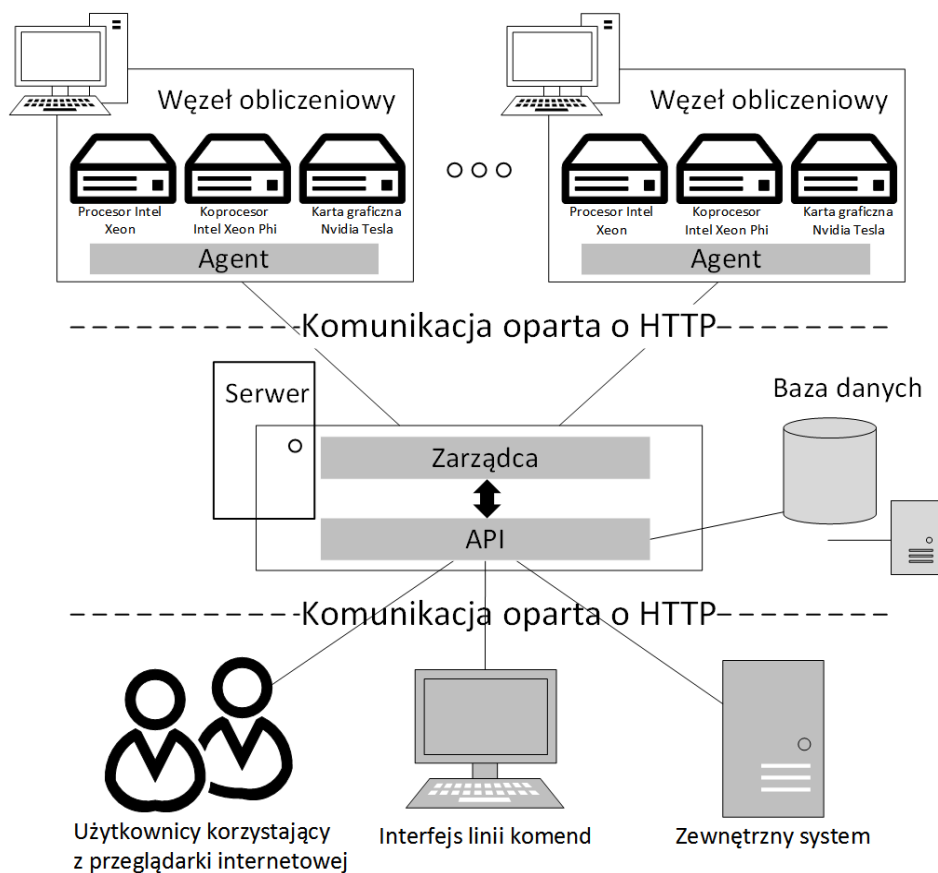 Węzeł obliczeniowy
Procesor Intel
Xeon
Koprocesor
Intel Xeon Phi
Karta graficzna
Nvidia Tesla
Agent
Węzeł obliczeniowy
Procesor Intel
Xeon
Koprocesor
Intel Xeon Phi
Karta graficzna
Nvidia Tesla
Agent
Komunikacja oparta o HTTP
Serwer
Zarządca
API
Baza danych
Komunikacja oparta o HTTP
Użytkownicy korzystający
z przeglądarki internetowej
Interfejs linii komend
Zewnętrzny system